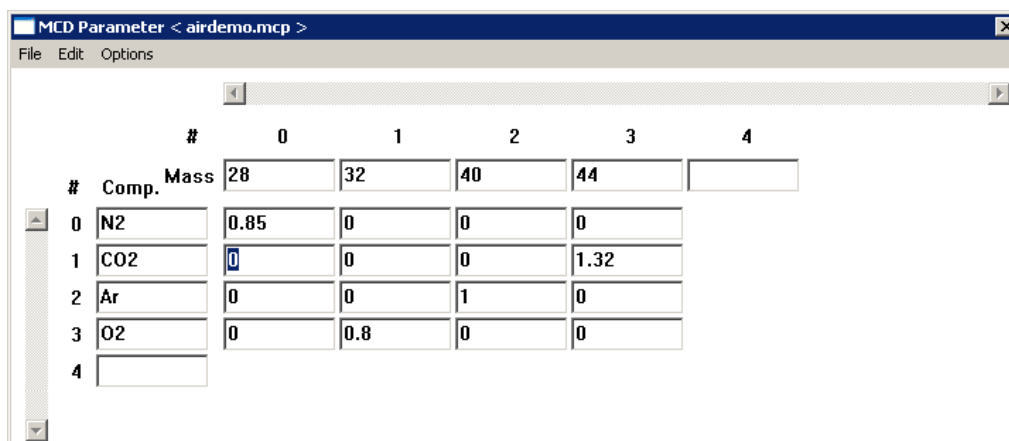 MCD Parameter < airdemo.mcp >
File Edit Options
# 0 1 2 3 4
# Comp. Mass 28 32 40 44
0 N2 0.85 0 0 0
1 CO2 0 0 0 1.32
2 Ar 0 0 1 0
3 O2 0 0.8 0 0
4